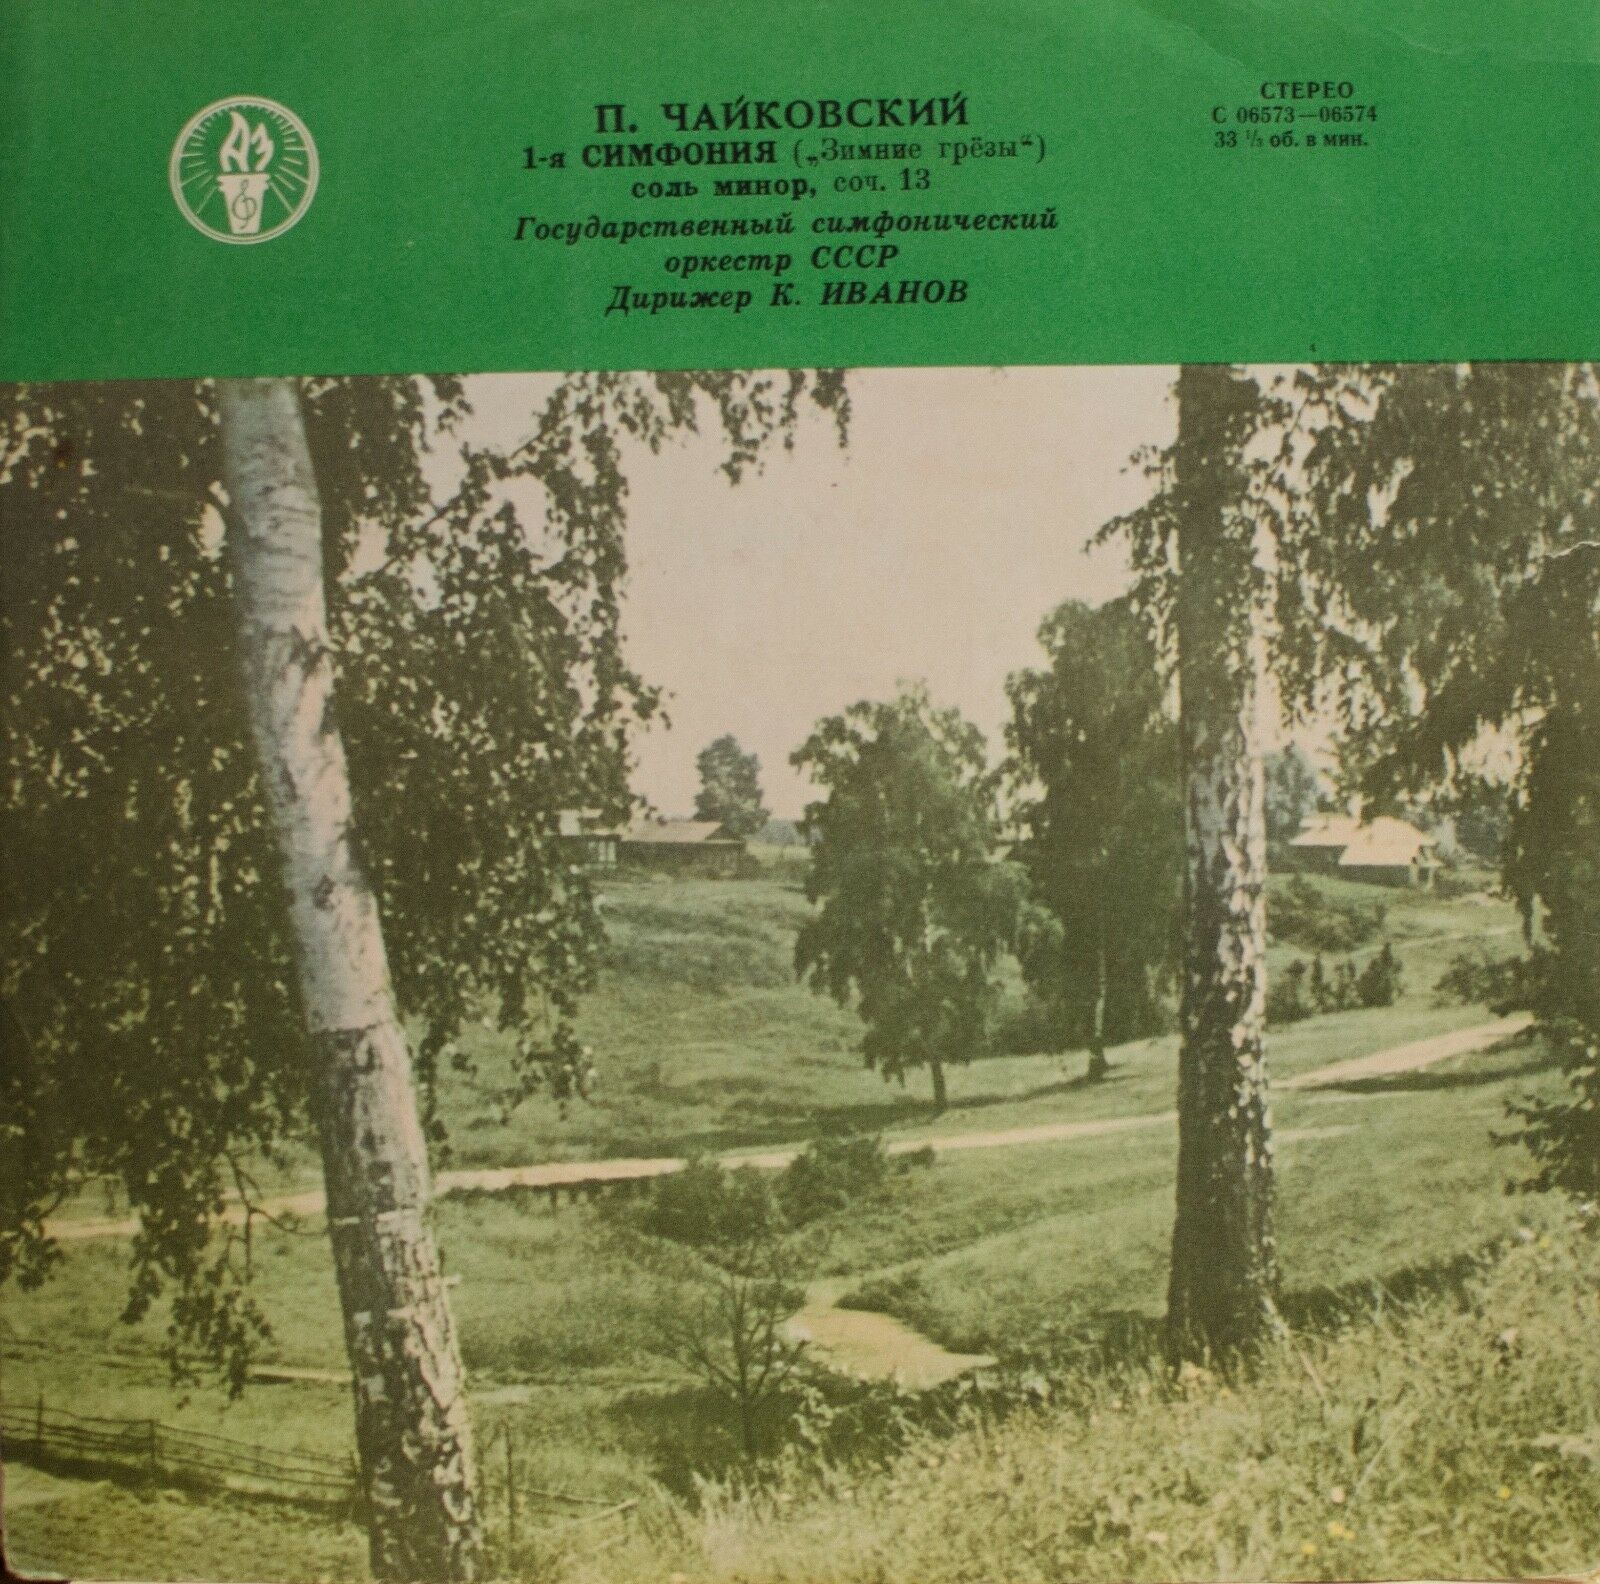 АЗ
П. ЧАЙКОВСКИЙ
1-я СИМФОНИЯ („Зимние грёзы“)
соль минор, соч. 13
Государственный симфонический
оркестр СССР
Дирижер К. ИВАНОВ
СТЕРЕО
С 06573—06574
33 ⅓ об. в мин.